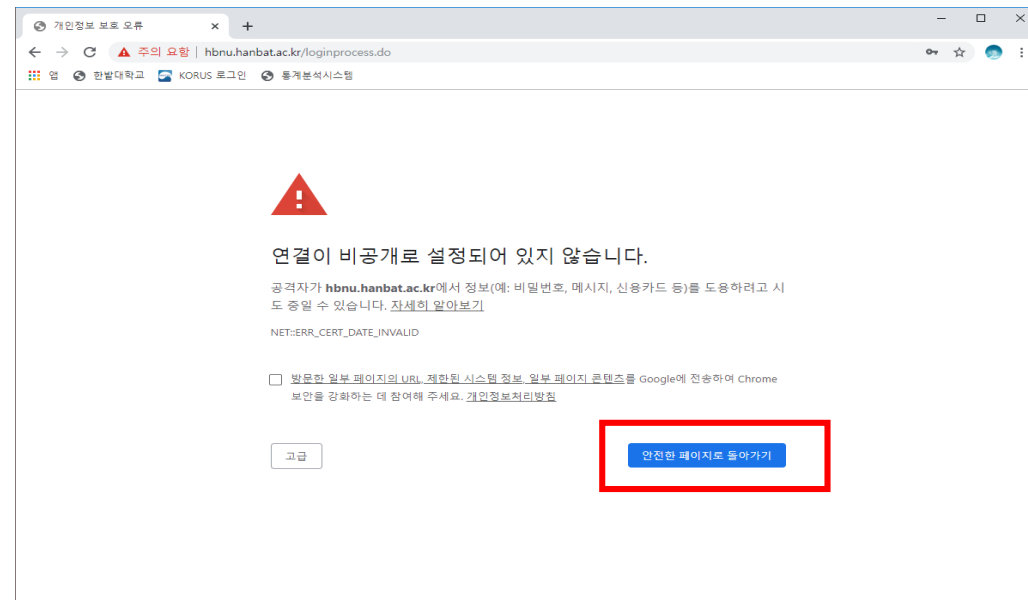 개인정보 보호 오류
주의 요함 | hbnu.hanbat.ac.kr/loginprocess.do
앱 한밭대학교 KORUS 로그인 통계분석시스템
연결이 비공개로 설정되어 있지 않습니다.
공격자가 hbnu.hanbat.ac.kr에서 정보(예: 비밀번호, 메시지, 신용카드 등)를 도용하려고 시
도 중일 수 있습니다. 자세히 알아보기
NET::ERR_CERT_DATE_INVALID
방문한 일부 페이지의 URL, 제한된 시스템 정보, 일부 페이지 콘텐츠를 Google에 전송하여 Chrome
보안을 강화하는 데 참여해 주세요. 개인정보처리방침
고급 안전한 페이지로 돌아가기